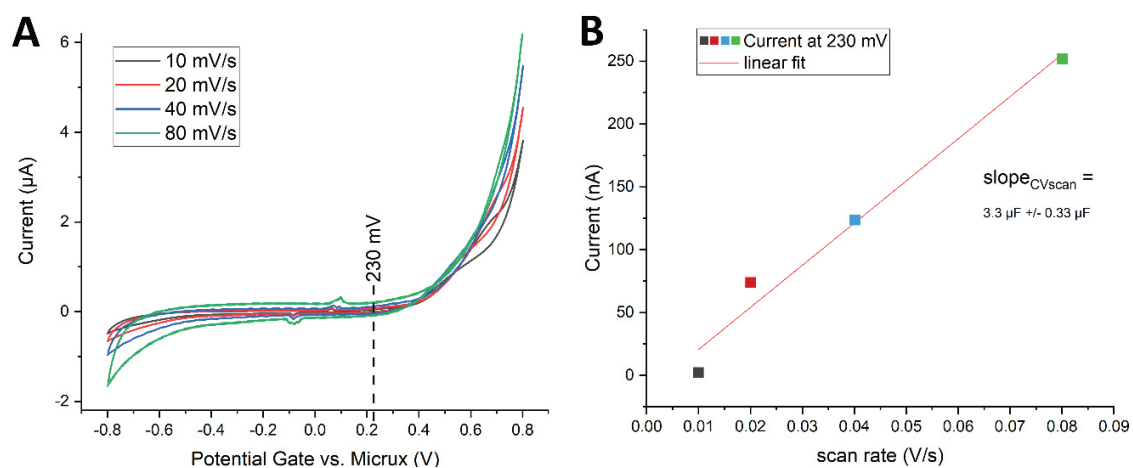 A
10 mV/s
20 mV/s
40 mV/s
80 mV/s
230 mV
Current (µA)
6
4
2
0
-2
-0.8 -0.6 -0.4 -0.2 0.0 0.2 0.4 0.6 0.8
Potential Gate vs. Micrux (V)
B
Current at 230 mV
linear fit
slopeCVscan =
3.3 µF +/- 0.33 µF
Current (nA)
250
200
150
100
50
0
0.00 0.01 0.02 0.03 0.04 0.05 0.06 0.07 0.08 0.09
scan rate (V/s)